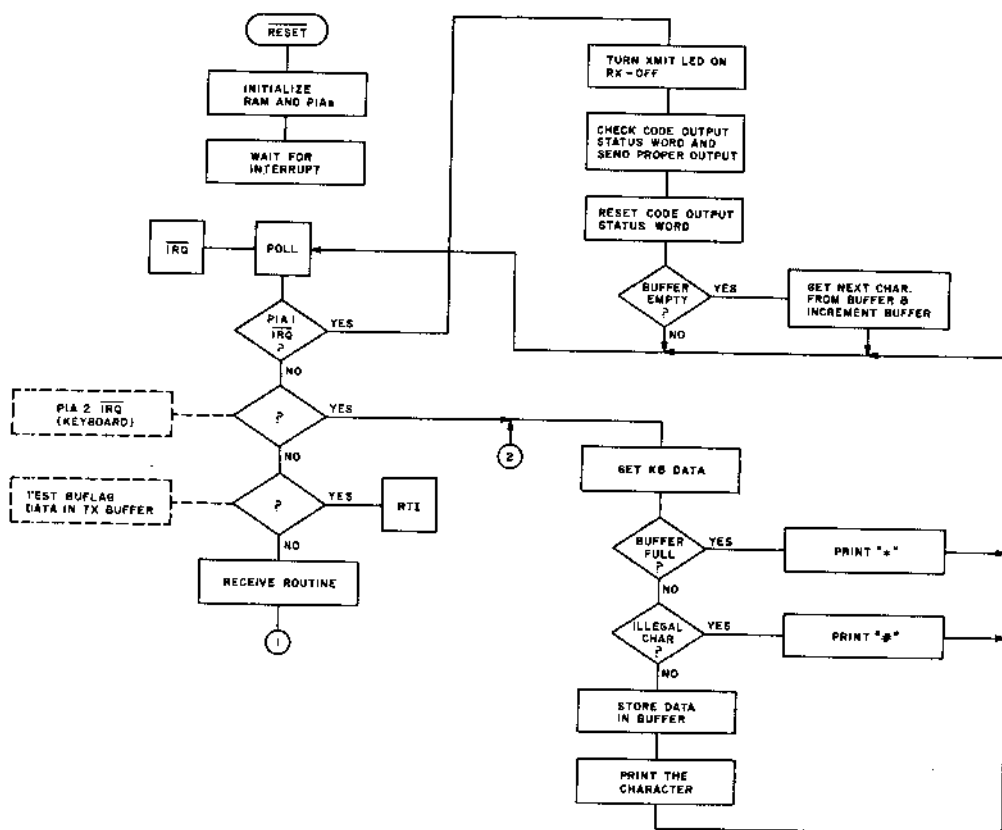 RESET
INITIALIZE
RAM AND PIAs
WAIT FOR
INTERRUPT
IRQ
POLL
PIA 1
IRQ
?
YES
NO
PIA 2 IRQ
(KEYBOARD)
?
YES
NO
TEST BUFLAG
DATA IN TX BUFFER
?
YES
RTI
NO
RECEIVE ROUTINE
1
TURN XMIT LED ON
RX-OFF
CHECK CODE OUTPUT
STATUS WORD AND
SEND PROPER OUTPUT
RESET CODE OUTPUT
STATUS WORD
BUFFER
EMPTY
?
YES
NO
GET NEXT CHAR.
FROM BUFFER &
INCREMENT BUFFER
2
GET KB DATA
BUFFER
FULL
?
YES
PRINT "*"
NO
ILLEGAL
CHAR
?
YES
PRINT "#"
NO
STORE DATA
IN BUFFER
PRINT THE
CHARACTER